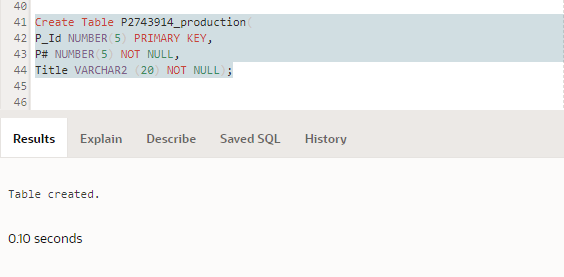 40
41 Create Table P2743914_production(
42 P_Id NUMBER(5) PRIMARY KEY,
43 P# NUMBER(5) NOT NULL,
44 Title VARCHAR2 (20) NOT NULL);
45
46
Results Explain Describe Saved SQL History
Table created.
0.10 seconds